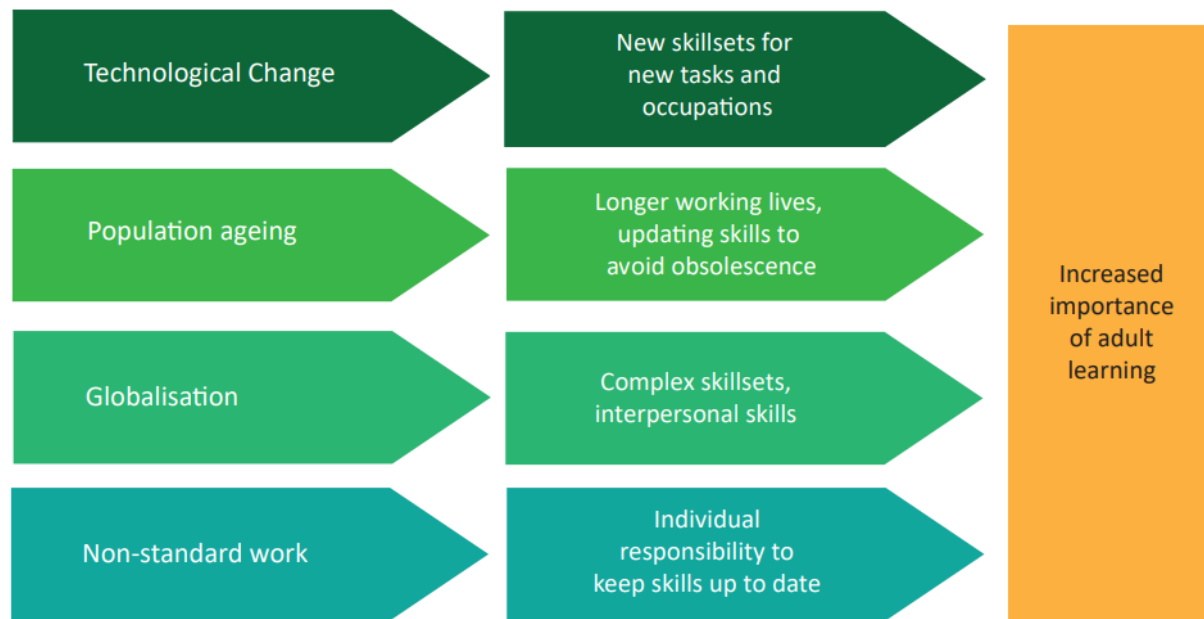 Technological Change
New skillsets for
new tasks and
occupations
Population ageing
Longer working lives,
updating skills to
avoid obsolescence
Globalisation
Complex skillsets,
interpersonal skills
Non-standard work
Individual
responsibility to
keep skills up to date
Increased
importance
of adult
learning